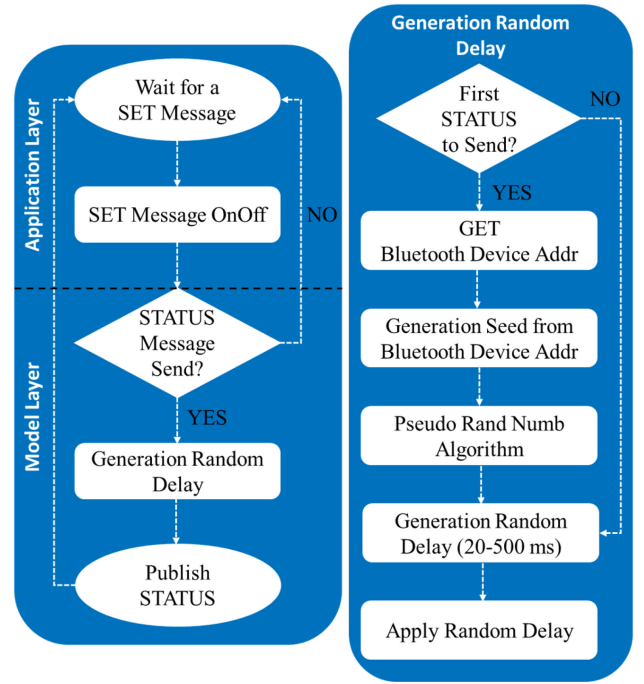 Application Layer
Wait for a
SET Message
SET Message OnOff
NO
Model Layer
STATUS
Message
Send?
YES
Generation Random
Delay
Publish
STATUS
Generation Random
Delay
First
STATUS
to Send?
NO
YES
GET
Bluetooth Device Addr
Generation Seed from
Bluetooth Device Addr
Pseudo Rand Numb
Algorithm
Generation Random
Delay (20-500 ms)
Apply Random Delay